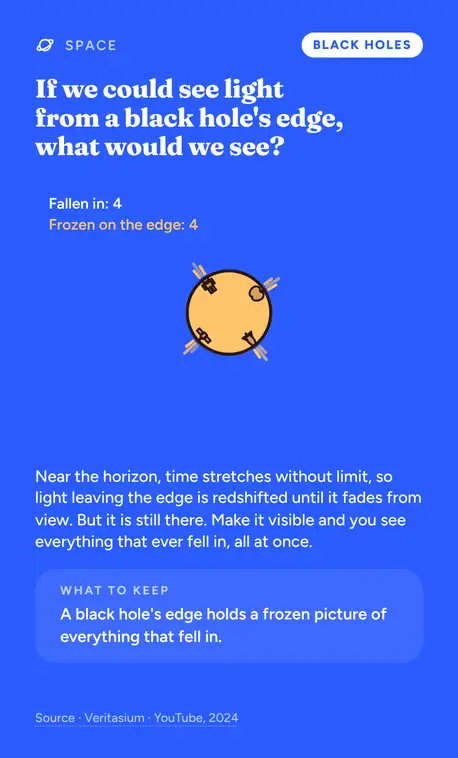 SPACE
BLACK HOLES
If we could see light
from a black hole's edge,
what would we see?
Fallen in: 4
Frozen on the edge: 4
Near the horizon, time stretches without limit, so
light leaving the edge is redshifted until it fades from
view. But it is still there. Make it visible and you see
everything that ever fell in, all at once.
WHAT TO KEEP
A black hole's edge holds a frozen picture of
everything that fell in.
Source · Veritasium · YouTube, 2024